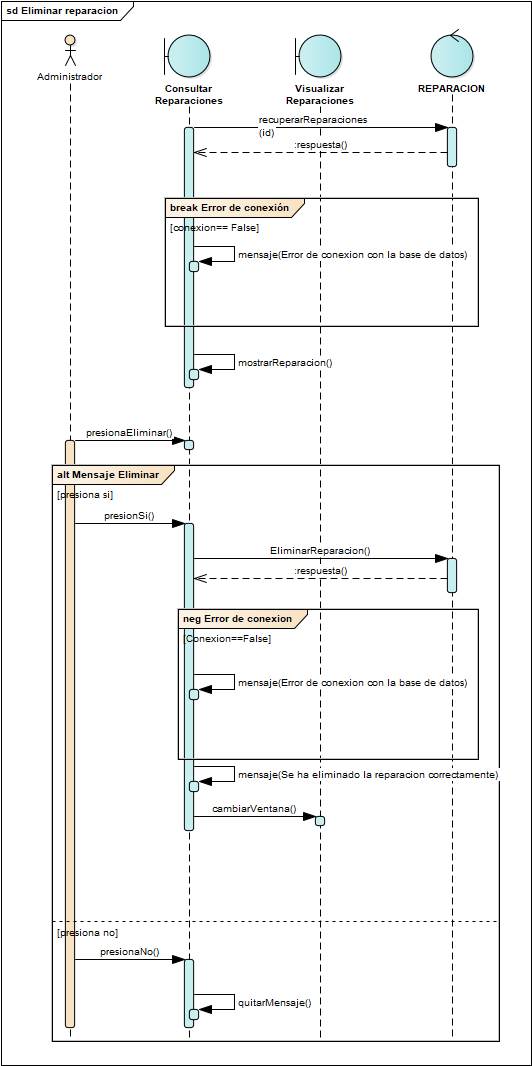 sd Eliminar reparacion
Administrador
Consultar
Reparaciones
Visualizar
Reparaciones
REPARACION
recuperarReparaciones
(id)
:respuesta()
break Error de conexión
[conexion== False]
mensaje(Error de conexion con la base de datos)
mostrarReparacion()
presionaEliminar()
alt Mensaje Eliminar
[presiona si]
presionSi()
EliminarReparacion()
:respuesta()
neg Error de conexion
[Conexion==False]
mensaje(Error de conexion con la base de datos)
mensaje(Se ha eliminado la reparacion correctamente)
cambiarVentana()
[presiona no]
presionaNo()
quitarMensaje()